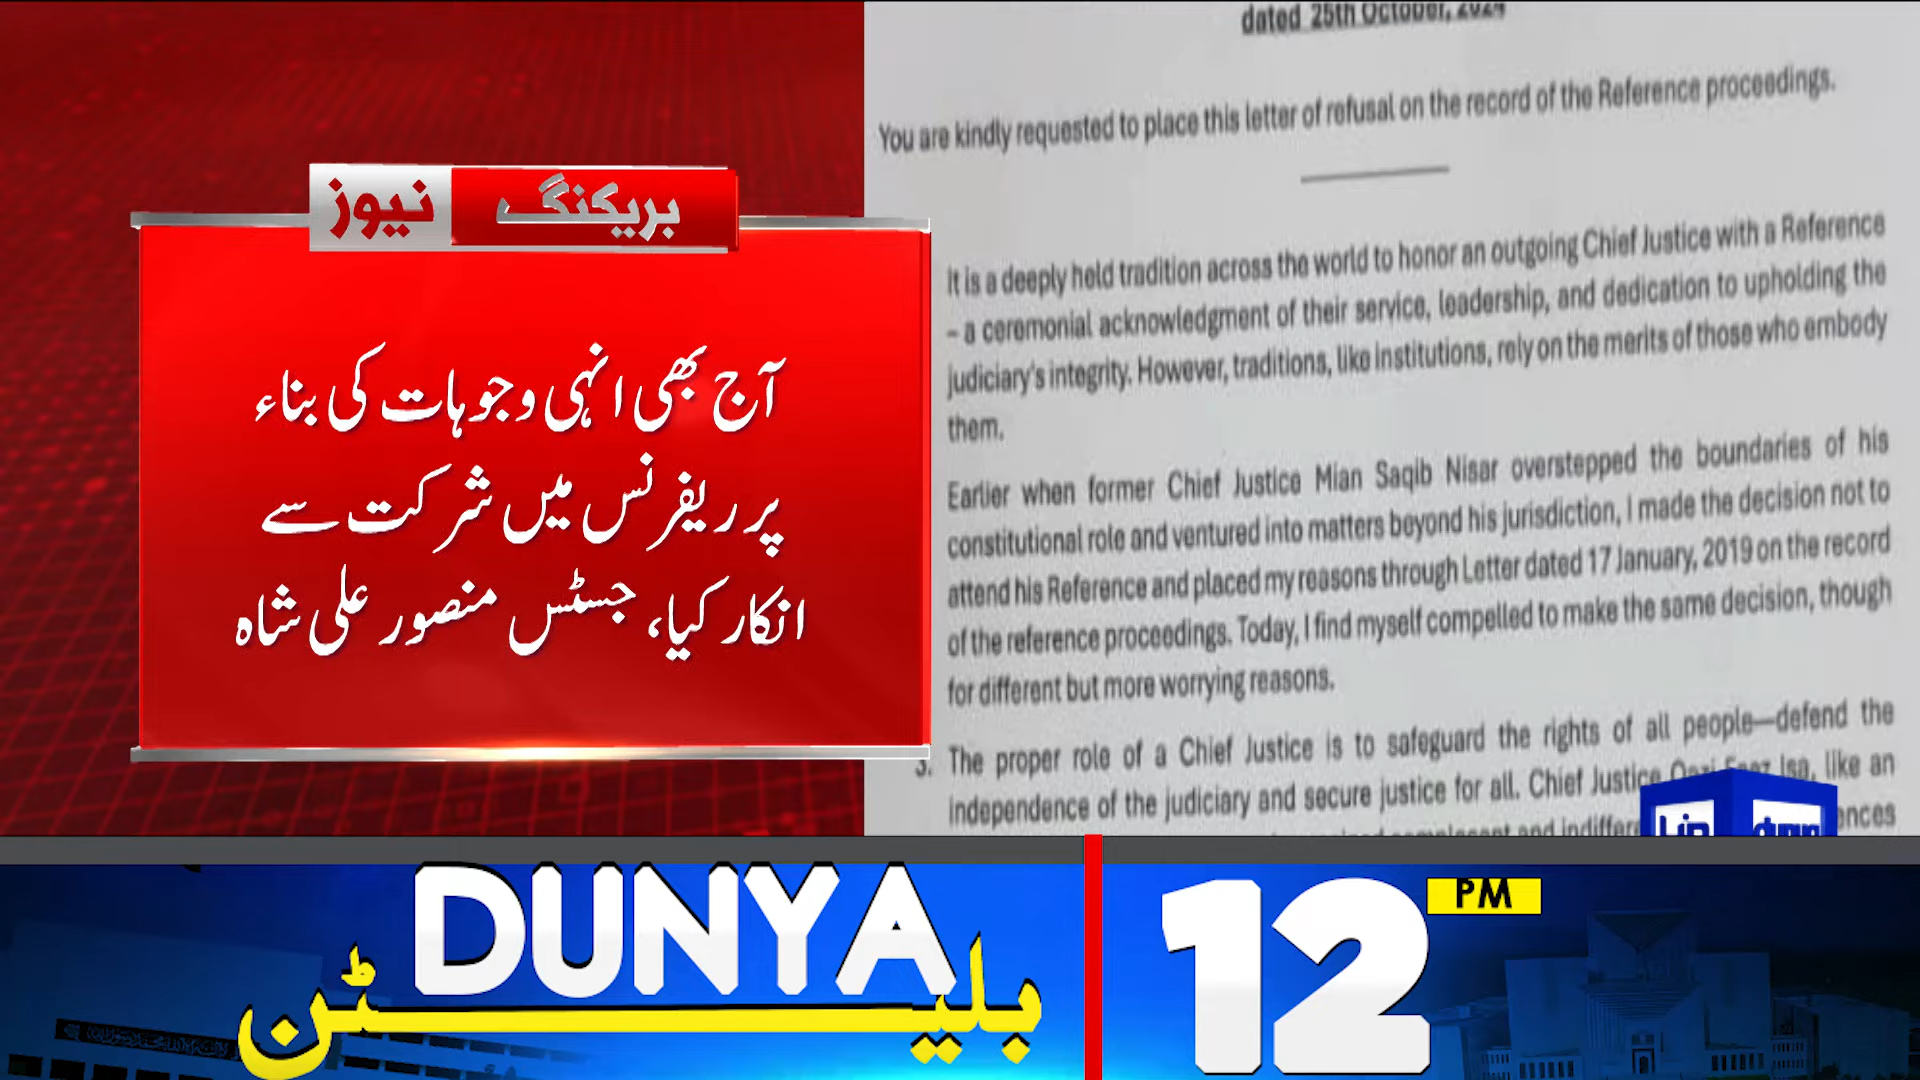 بریکنگ نیوز
آج بھی انہی وجوہات کی بناء
پر ریفرنس میں شرکت سے
انکار کیا، جسٹس منصور علی شاہ
dated 25th October, 2024
You are kindly requested to place this letter of refusal on the record of the Reference proceedings.
It is a deeply held tradition across the world to honor an outgoing Chief Justice with a Reference
– a ceremonial acknowledgment of their service, leadership, and dedication to upholding the
judiciary's integrity. However, traditions, like institutions, rely on the merits of those who embody
them.
Earlier when former Chief Justice Mian Saqib Nisar overstepped the boundaries of his
constitutional role and ventured into matters beyond his jurisdiction, I made the decision not to
attend his Reference and placed my reasons through Letter dated 17 January, 2019 on the record
of the reference proceedings. Today, I find myself compelled to make the same decision, though
for different but more worrying reasons.
3. The proper role of a Chief Justice is to safeguard the rights of all people—defend the
independence of the judiciary and secure justice for all. Chief Justice Qazi Faez Isa, like an
complacent and
DUNYA
بلیٹن
12 PM